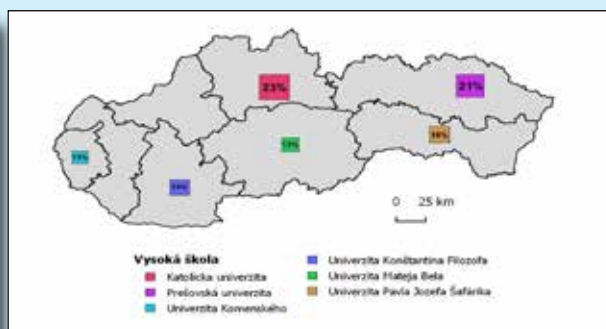 23%
21%
0 25 km
Vysoká škola
Katolícka univerzita
Prešovská univerzita
Univerzita Komenského
Univerzita Konštantína Filozofa
Univerzita Mateja Bela
Univerzita Pavla Jozefa Šafárika